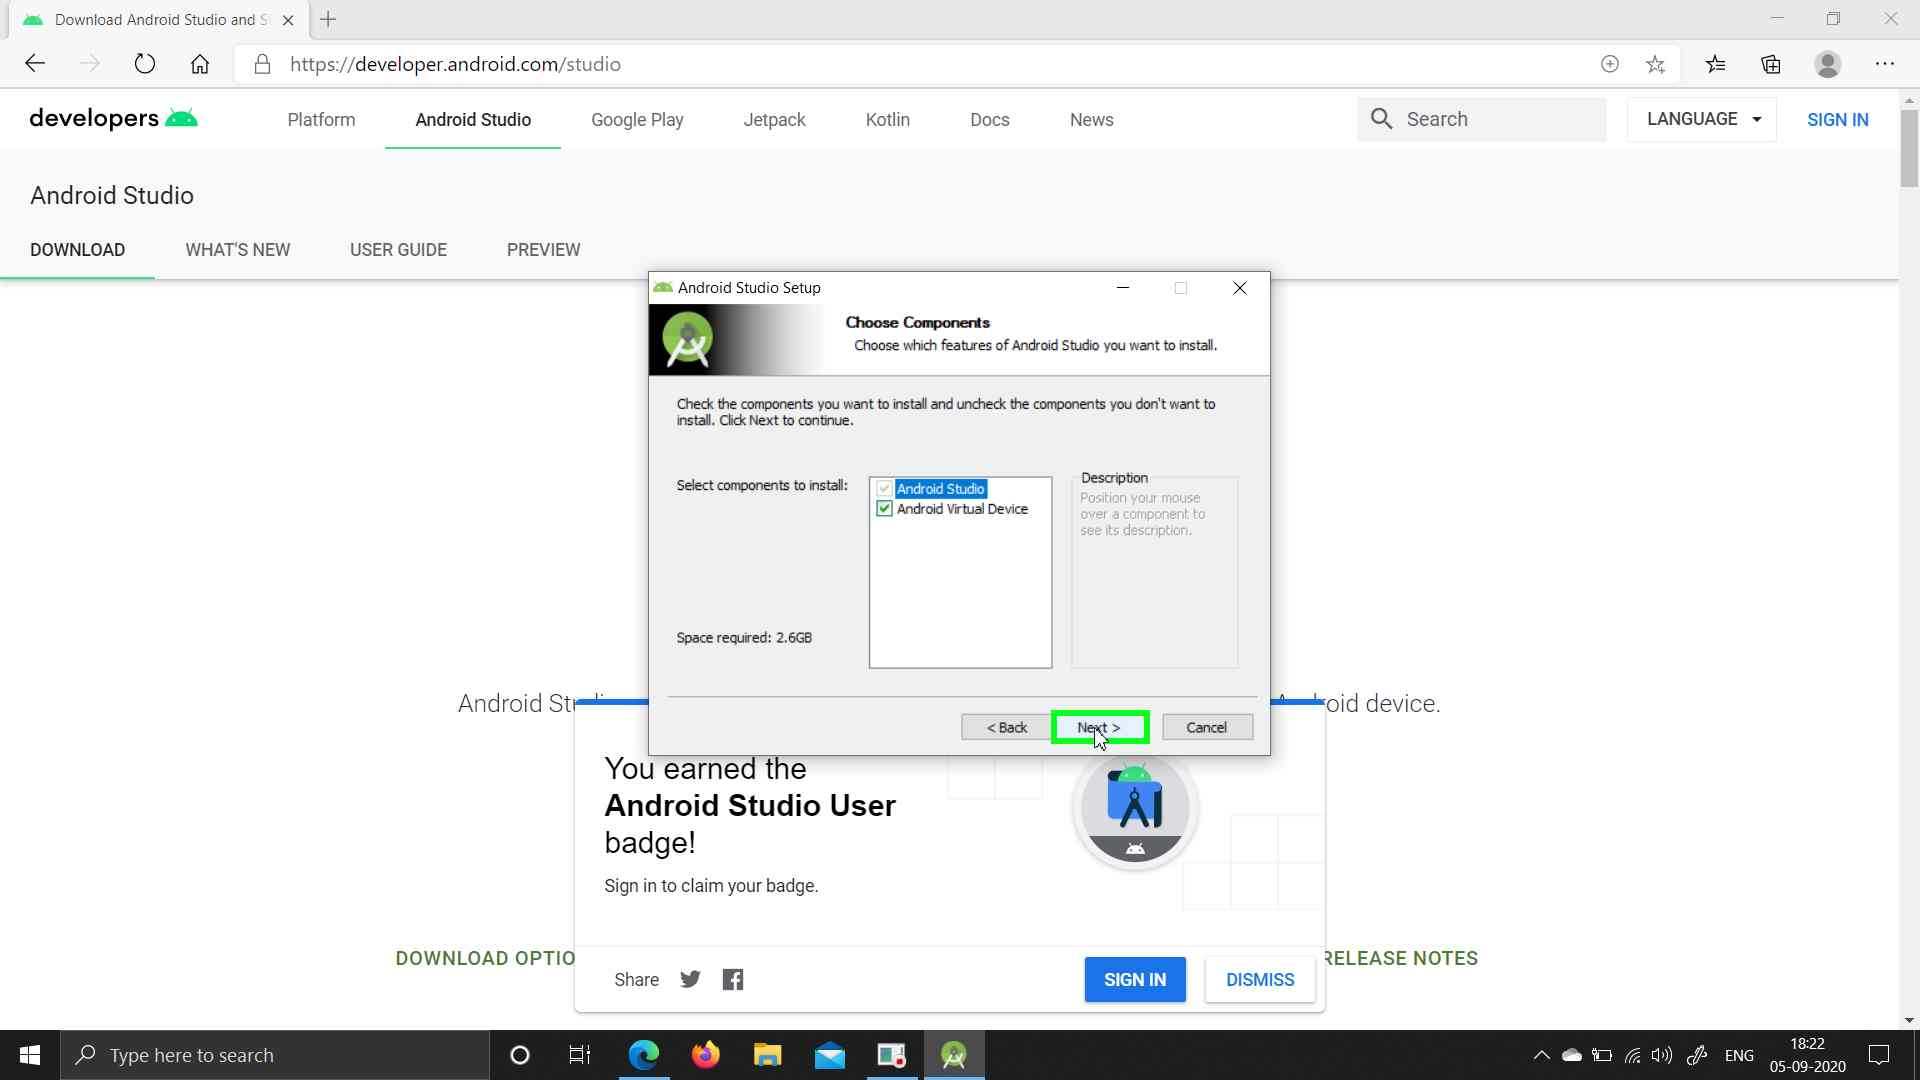 Download Android Studio and S
https://developer.android.com/studio
developers
Platform
Android Studio
Google Play
Jetpack
Kotlin
Docs
News
Search
LANGUAGE
SIGN IN
Android Studio
DOWNLOAD
WHAT'S NEW
USER GUIDE
PREVIEW
Android Studio Setup
Choose Components
Choose which features of Android Studio you want to install.
Check the components you want to install and uncheck the components you don't want to
install. Click Next to continue.
Select components to install:
Android Studio
Android Virtual Device
Description
Position your mouse
over a component to
see its description.
Space required: 2.6GB
< Back
Next >
Cancel
Android
oid device.
You earned the
Android Studio User
badge!
Sign in to claim your badge.
DOWNLOAD OPTIO
RELEASE NOTES
Share
SIGN IN
DISMISS
Type here to search
ENG
18:22
05-09-2020